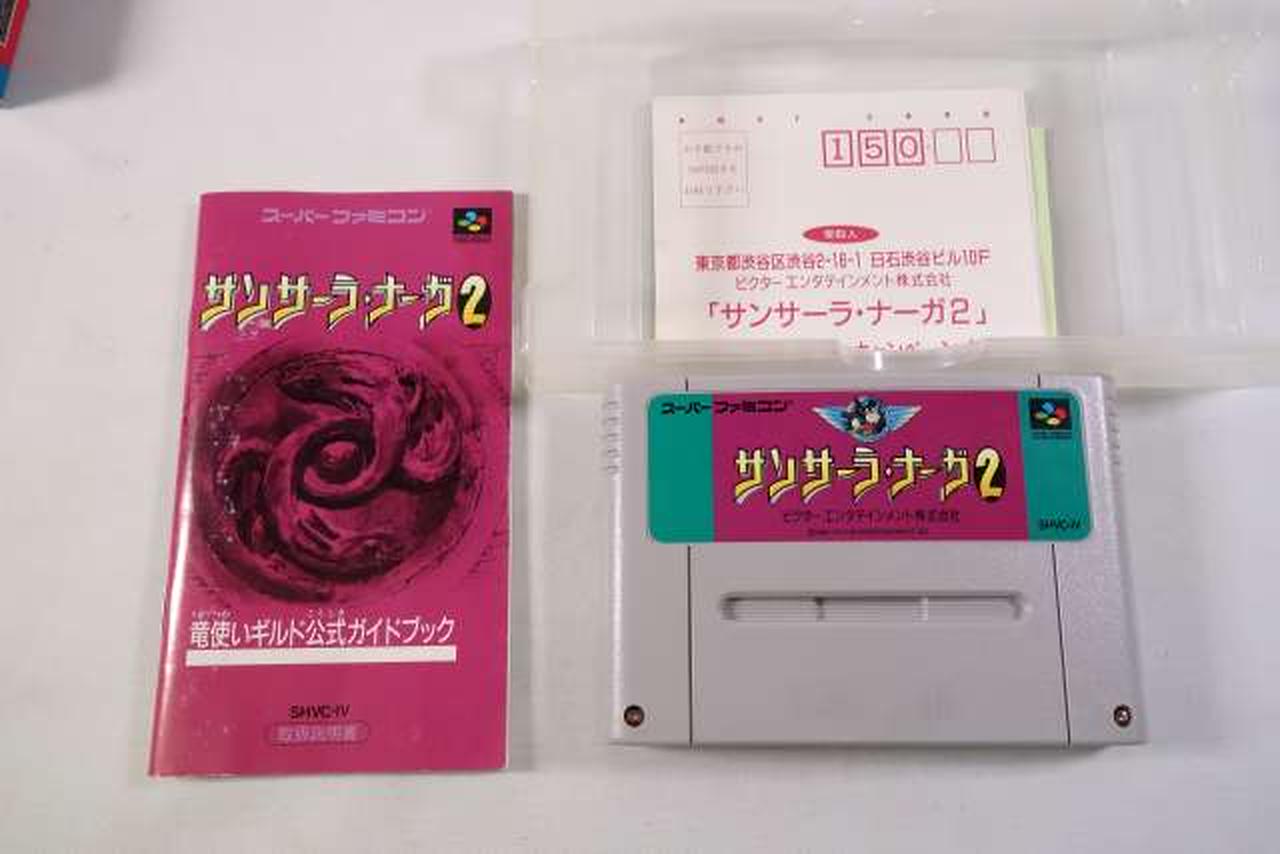 スーパーファミコン
サンサーラ・ナーガ2
竜使いギルド公式ガイドブック
SHVC-IV
取扱説明書
150
受取人
東京都渋谷区渋谷2-16-1 日石渋谷ビル10F
ビクターエンタテインメント株式会社
「サンサーラ・ナーガ2」
スーパーファミコン
サンサーラ・ナーガ2
ビクターエンタテインメント株式会社
SHVC-IV